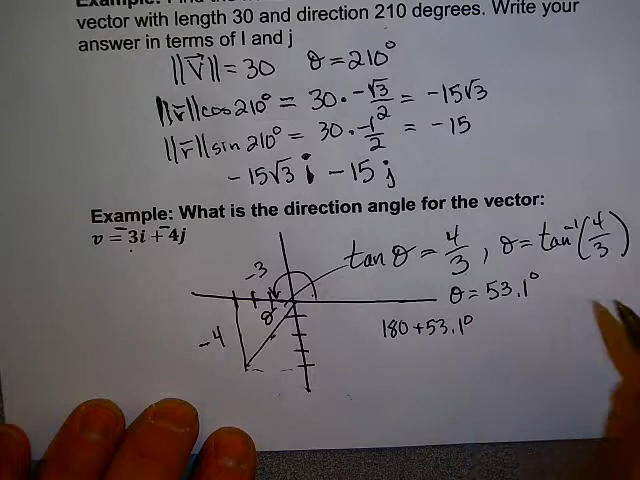 Example: Find the
vector with length 30 and direction 210 degrees. Write your
answer in terms of I and j
||V|| = 30 θ = 210°
||v|| cos 210° = 30 · -√3/2 = -15√3
||v|| sin 210° = 30 · -1/2 = -15
-15√3 i - 15 j
Example: What is the direction angle for the vector:
v = -3i + -4j
-3 tan θ = 4/3 , θ = tan⁻¹(4/3)
θ θ = 53.1°
-4 180 + 53.1°